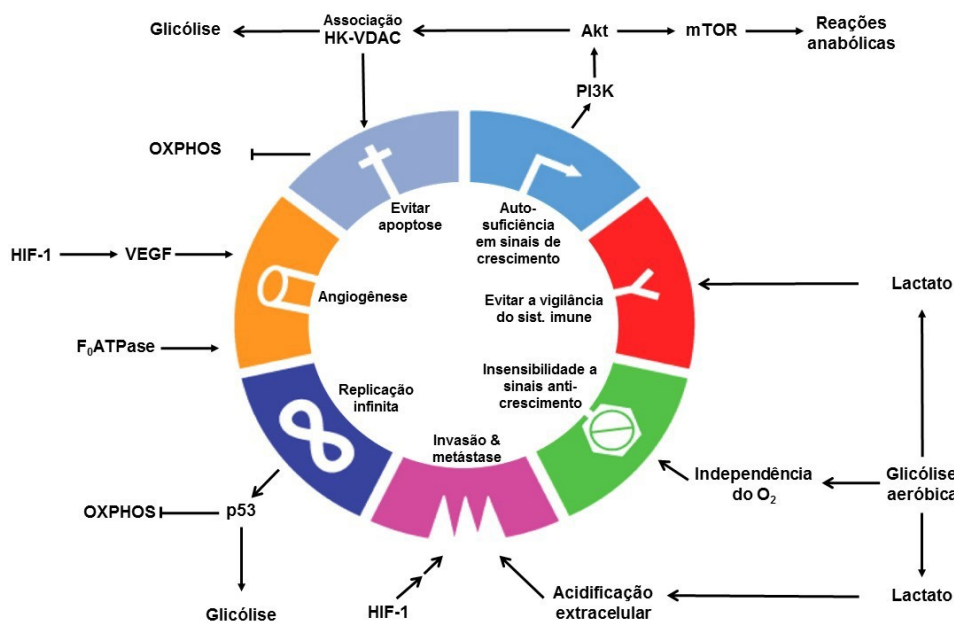 Glicólise
Associação
HK-VDAC
Akt
mTOR
Reações
anabólicas
PI3K
OXPHOS
Evitar
apoptose
Auto-
suficiência
em sinais de
crescimento
HIF-1
VEGF
Angiogênese
Evitar a vigilância
do sist. imune
Lactato
F₀ATPase
Replicação
infinita
Insensibilidade a
sinais anti-
crescimento
Invasão &
metástase
Independência
do O₂
Glicólise
aeróbica
OXPHOS
p53
Glicólise
HIF-1
Acidificação
extracelular
Lactato